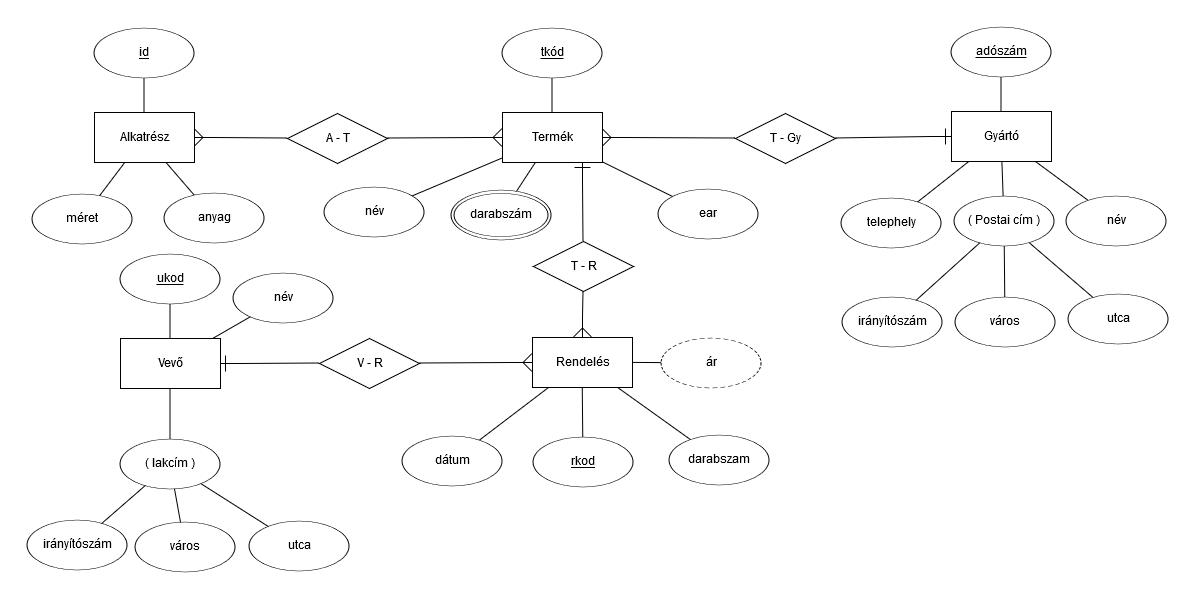 id
tkód
adószám
Alkatrész
A - T
Termék
T - Gy
Gyártó
méret
anyag
név
darabszám
ear
telephely
( Postai cím )
név
T - R
ukod
név
irányítószám
város
utca
Vevő
V - R
Rendelés
ár
( lakcím )
dátum
rkod
darabszam
irányítószám
város
utca